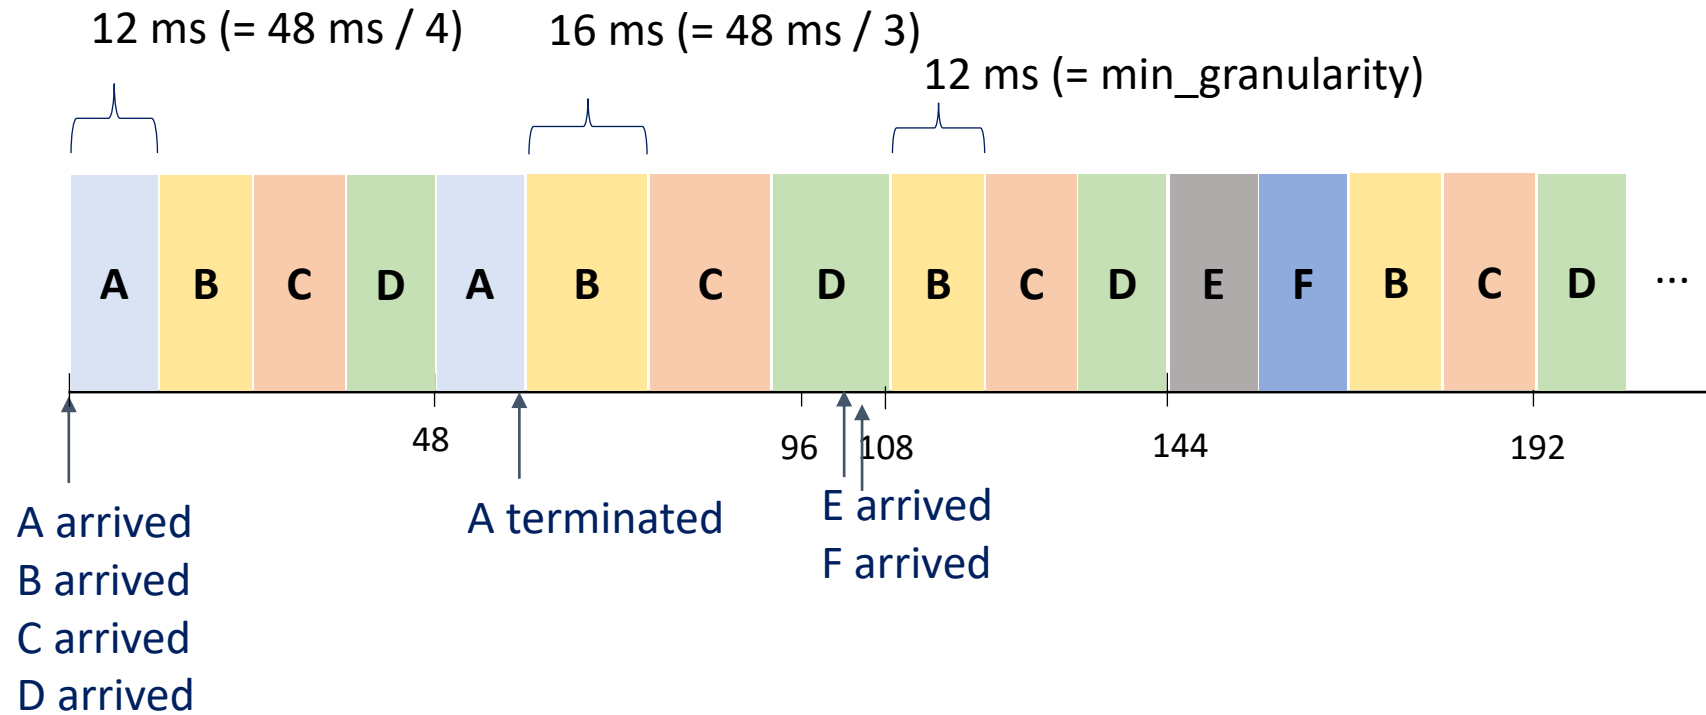 12 ms (= 48 ms / 4)
16 ms (= 48 ms / 3)
12 ms (= min_granularity)
A B C D A B C D B C D E F B C D ...
48 96 108 144 192
A arrived
B arrived
C arrived
D arrived
A terminated
E arrived
F arrived